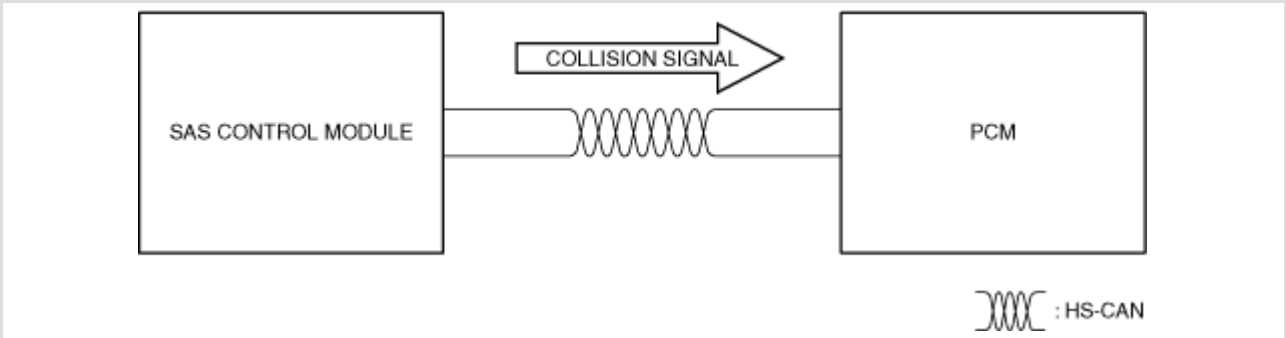 COLLISION SIGNAL
SAS CONTROL MODULE
PCM
: HS-CAN